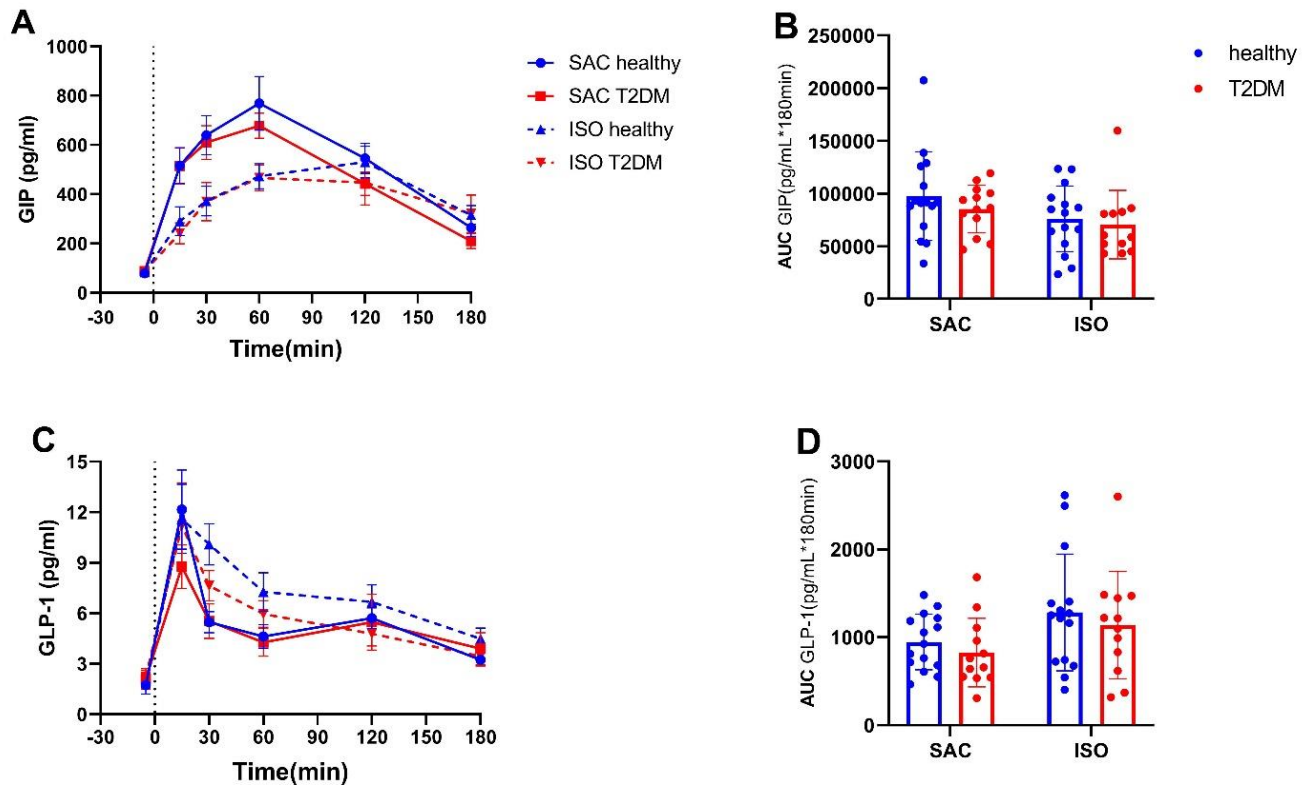 A
GIP (pg/ml)
1000
800
600
400
200
0
-30
0
30
60
90
120
150
180
Time(min)
SAC healthy
SAC T2DM
ISO healthy
ISO T2DM
B
AUC GIP(pg/mL*180min)
250000
200000
150000
100000
50000
0
SAC
ISO
healthy
T2DM
C
GLP-1 (pg/ml)
15
12
9
6
3
0
-30
0
30
60
90
120
150
180
Time(min)
D
AUC GLP-1(pg/mL*180min)
3000
2000
1000
0
SAC
ISO